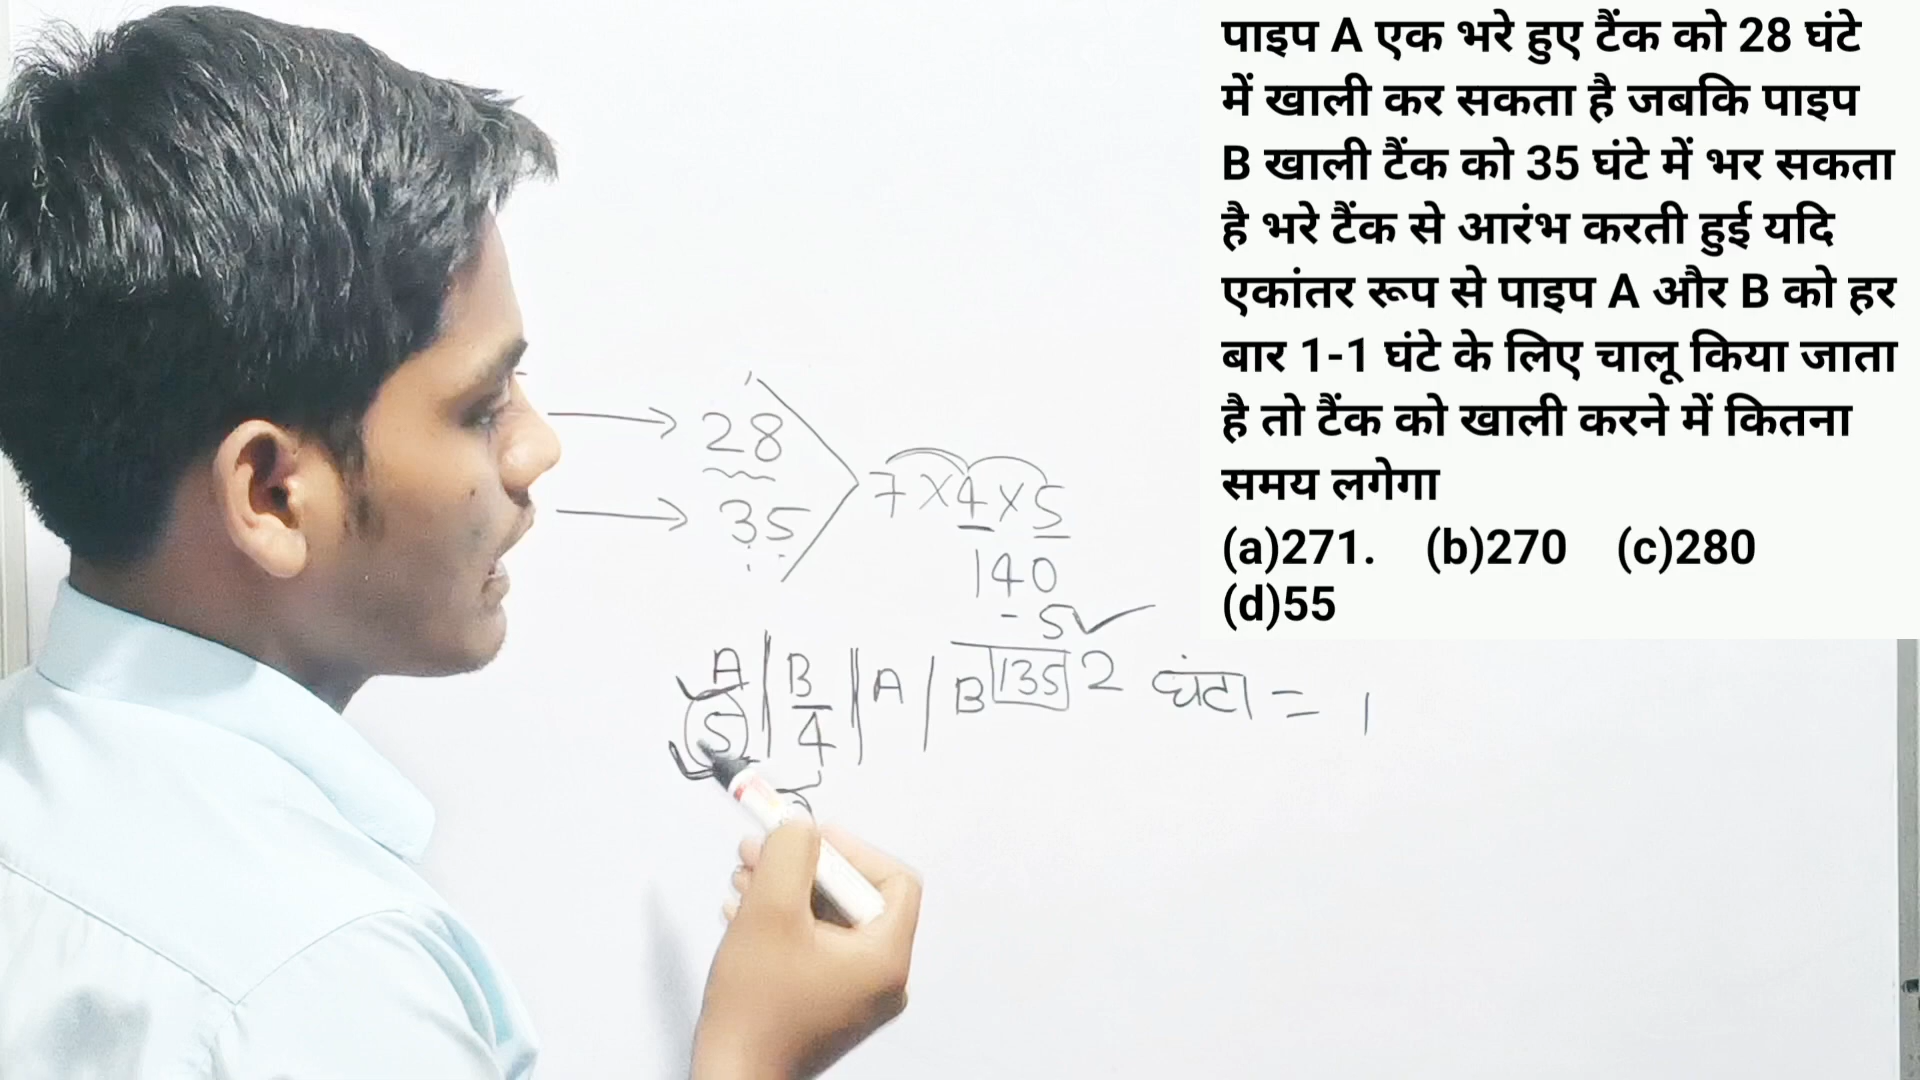 पाइप A एक भरे हुए टैंक को 28 घंटे
में खाली कर सकता है जबकि पाइप
B खाली टैंक को 35 घंटे में भर सकता
है भरे टैंक से आरंभ करती हुई यदि
एकांतर रूप से पाइप A और B को हर
बार 1-1 घंटे के लिए चालू किया जाता
है तो टैंक को खाली करने में कितना
समय लगेगा
(a)271. (b)270 (c)280
(d)55
28
35
7×4×5
140
- 5
A | B | A | B 135 2 घंटा = 1
5 4